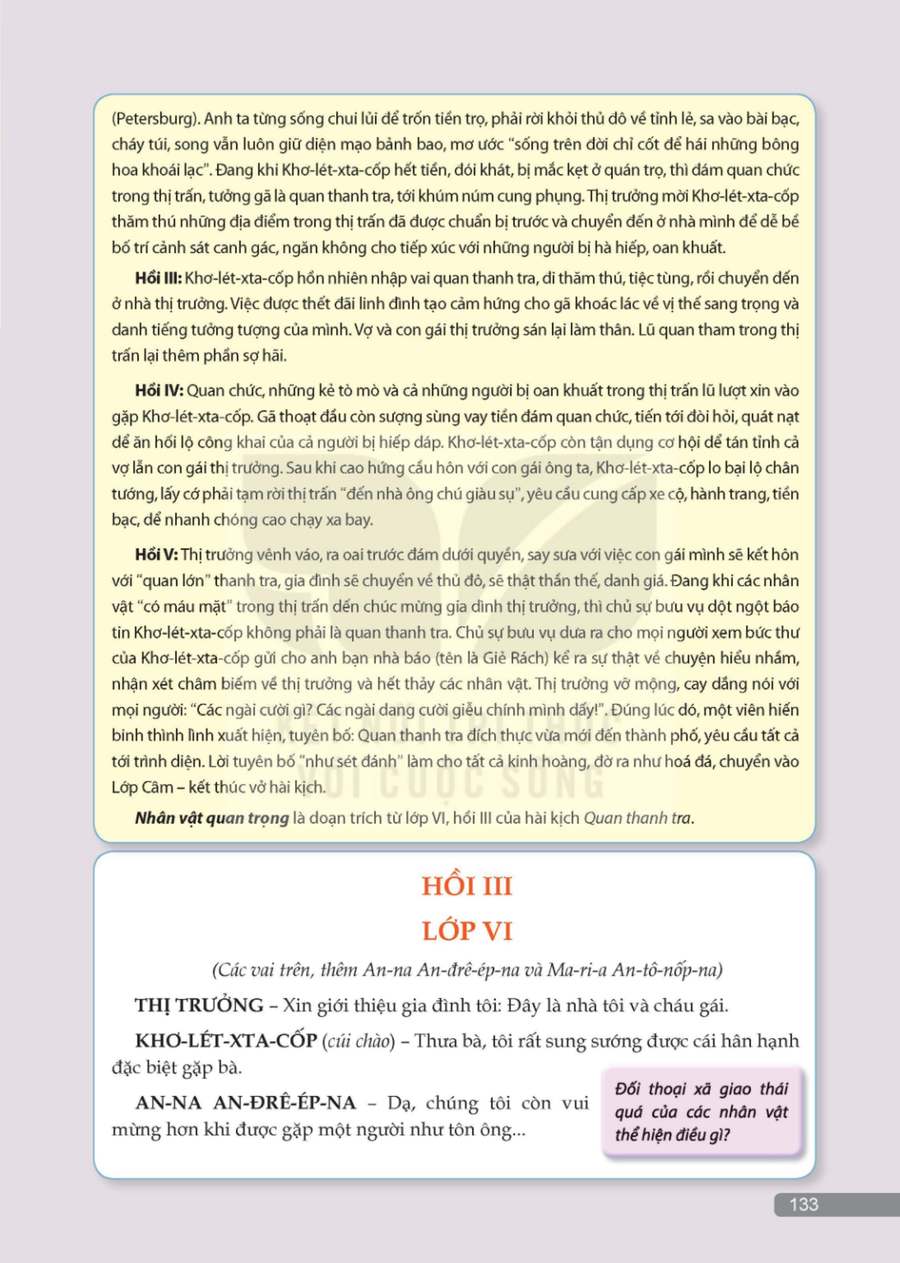 (Petersburg). Anh ta từng sống chui lủi để trốn tiền trọ, phải rời khỏi thủ đô về tỉnh lẻ, sa vào bài bạc,
cháy túi, song vẫn luôn giữ diện mạo bảnh bao, mơ ước “sống trên đời chỉ cốt để hái những bông
hoa khoái lạc”. Đang khi Khơ-lét-xta-cốp hết tiền, đói khát, bị mắc kẹt ở quán trọ, thì đám quan chức
trong thị trấn, tưởng gã là quan thanh tra, tới khúm núm cung phụng. Thị trưởng mời Khơ-lét-xta-cốp
thăm thú những địa điểm trong thị trấn đã được chuẩn bị trước và chuyển đến ở nhà mình để dễ bề
bố trí cảnh sát canh gác, ngăn không cho tiếp xúc với những người bị hà hiếp, oan khuất.
Hồi III: Khơ-lét-xta-cốp hồn nhiên nhập vai quan thanh tra, đi thăm thú, tiệc tùng, rồi chuyển đến
ở nhà thị trưởng. Việc được thết đãi linh đình tạo cảm hứng cho gã khoác lác về vị thế sang trọng và
danh tiếng tưởng tượng của mình. Vợ và con gái thị trưởng sán lại làm thân. Lũ quan tham trong thị
trấn lại thêm phần sợ hãi.
Hồi IV: Quan chức, những kẻ tò mò và cả những người bị oan khuất trong thị trấn lũ lượt xin vào
gặp Khơ-lét-xta-cốp. Gã thoạt đầu còn sượng sùng vay tiền đám quan chức, tiến tới đòi hỏi, quát nạt
để ăn hối lộ công khai của cả người bị hiếp đáp. Khơ-lét-xta-cốp còn tận dụng cơ hội để tán tỉnh cả
vợ lẫn con gái thị trưởng. Sau khi cao hứng cầu hôn với con gái ông ta, Khơ-lét-xta-cốp lo bại lộ chân
tướng, lấy cớ phải tạm rời thị trấn “đến nhà ông chú giàu sụ”, yêu cầu cung cấp xe cộ, hành trang, tiền
bạc, để nhanh chóng cao chạy xa bay.
Hồi V: Thị trưởng vênh váo, ra oai trước đám dưới quyền, say sưa với việc con gái mình sẽ kết hôn
với “quan lớn” thanh tra, gia đình sẽ chuyển về thủ đô, sẽ thật thần thế, danh giá. Đang khi các nhân
vật “có máu mặt” trong thị trấn đến chúc mừng gia đình thị trưởng, thì chủ sự bưu vụ đột ngột báo
tin Khơ-lét-xta-cốp không phải là quan thanh tra. Chủ sự bưu vụ đưa ra cho mọi người xem bức thư
của Khơ-lét-xta-cốp gửi cho anh bạn nhà báo (tên là Giẻ Rách) kể ra sự thật về chuyện hiểu nhầm,
nhận xét châm biếm về thị trưởng và hết thảy các nhân vật. Thị trưởng vỡ mộng, cay đắng nói với
mọi người: “Các ngài cười gì? Các ngài đang cười giễu chính mình đấy!”. Đúng lúc đó, một viên hiến
binh thình lình xuất hiện, tuyên bố: Quan thanh tra đích thực vừa mới đến thành phố, yêu cầu tất cả
tới trình diện. Lời tuyên bố “như sét đánh” làm cho tất cả kinh hoàng, đờ ra như hoá đá, chuyển vào
Lớp Câm – kết thúc vở hài kịch.
Nhân vật quan trọng là đoạn trích từ lớp VI, hồi III của hài kịch Quan thanh tra.
KẾT NỐI TRI THỨC
VỚI CUỘC SỐNG
HỒI III
LỚP VI
(Các vai trên, thêm An-na An-đrê-ép-na và Ma-ri-a An-tô-nốp-na)
THỊ TRƯỞNG – Xin giới thiệu gia đình tôi: Đây là nhà tôi và cháu gái.
KHƠ-LÉT-XTA-CỐP (cúi chào) – Thưa bà, tôi rất sung sướng được cái hân hạnh
đặc biệt gặp bà.
AN-NA AN-ĐRÊ-ÉP-NA – Dạ, chúng tôi còn vui
mừng hơn khi được gặp một người như tôn ông...
Đối thoại xã giao thái
quá của các nhân vật
thể hiện điều gì?
133